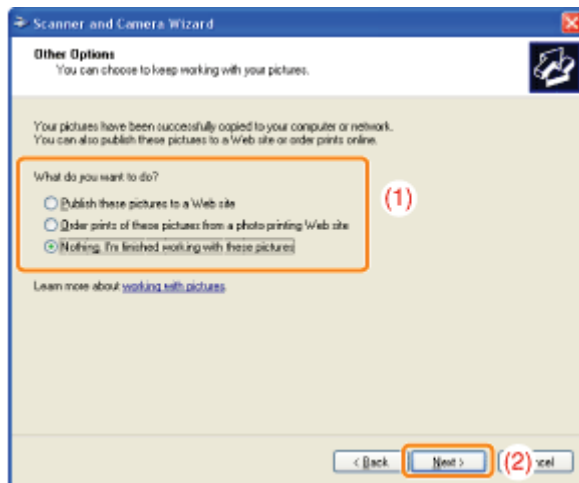 Scanner and Camera Wizard
Other Options
You can choose to keep working with your pictures.
Your pictures have been successfully copied to your computer or network.
You can also publish these pictures to a Web site or order prints online.
What do you want to do?
Publish these pictures to a Web site
(1)
Order prints of these pictures from a photo printing Web site
Nothing. I'm finished working with these pictures
Learn more about working with pictures.
< Back Next > (2) ncel